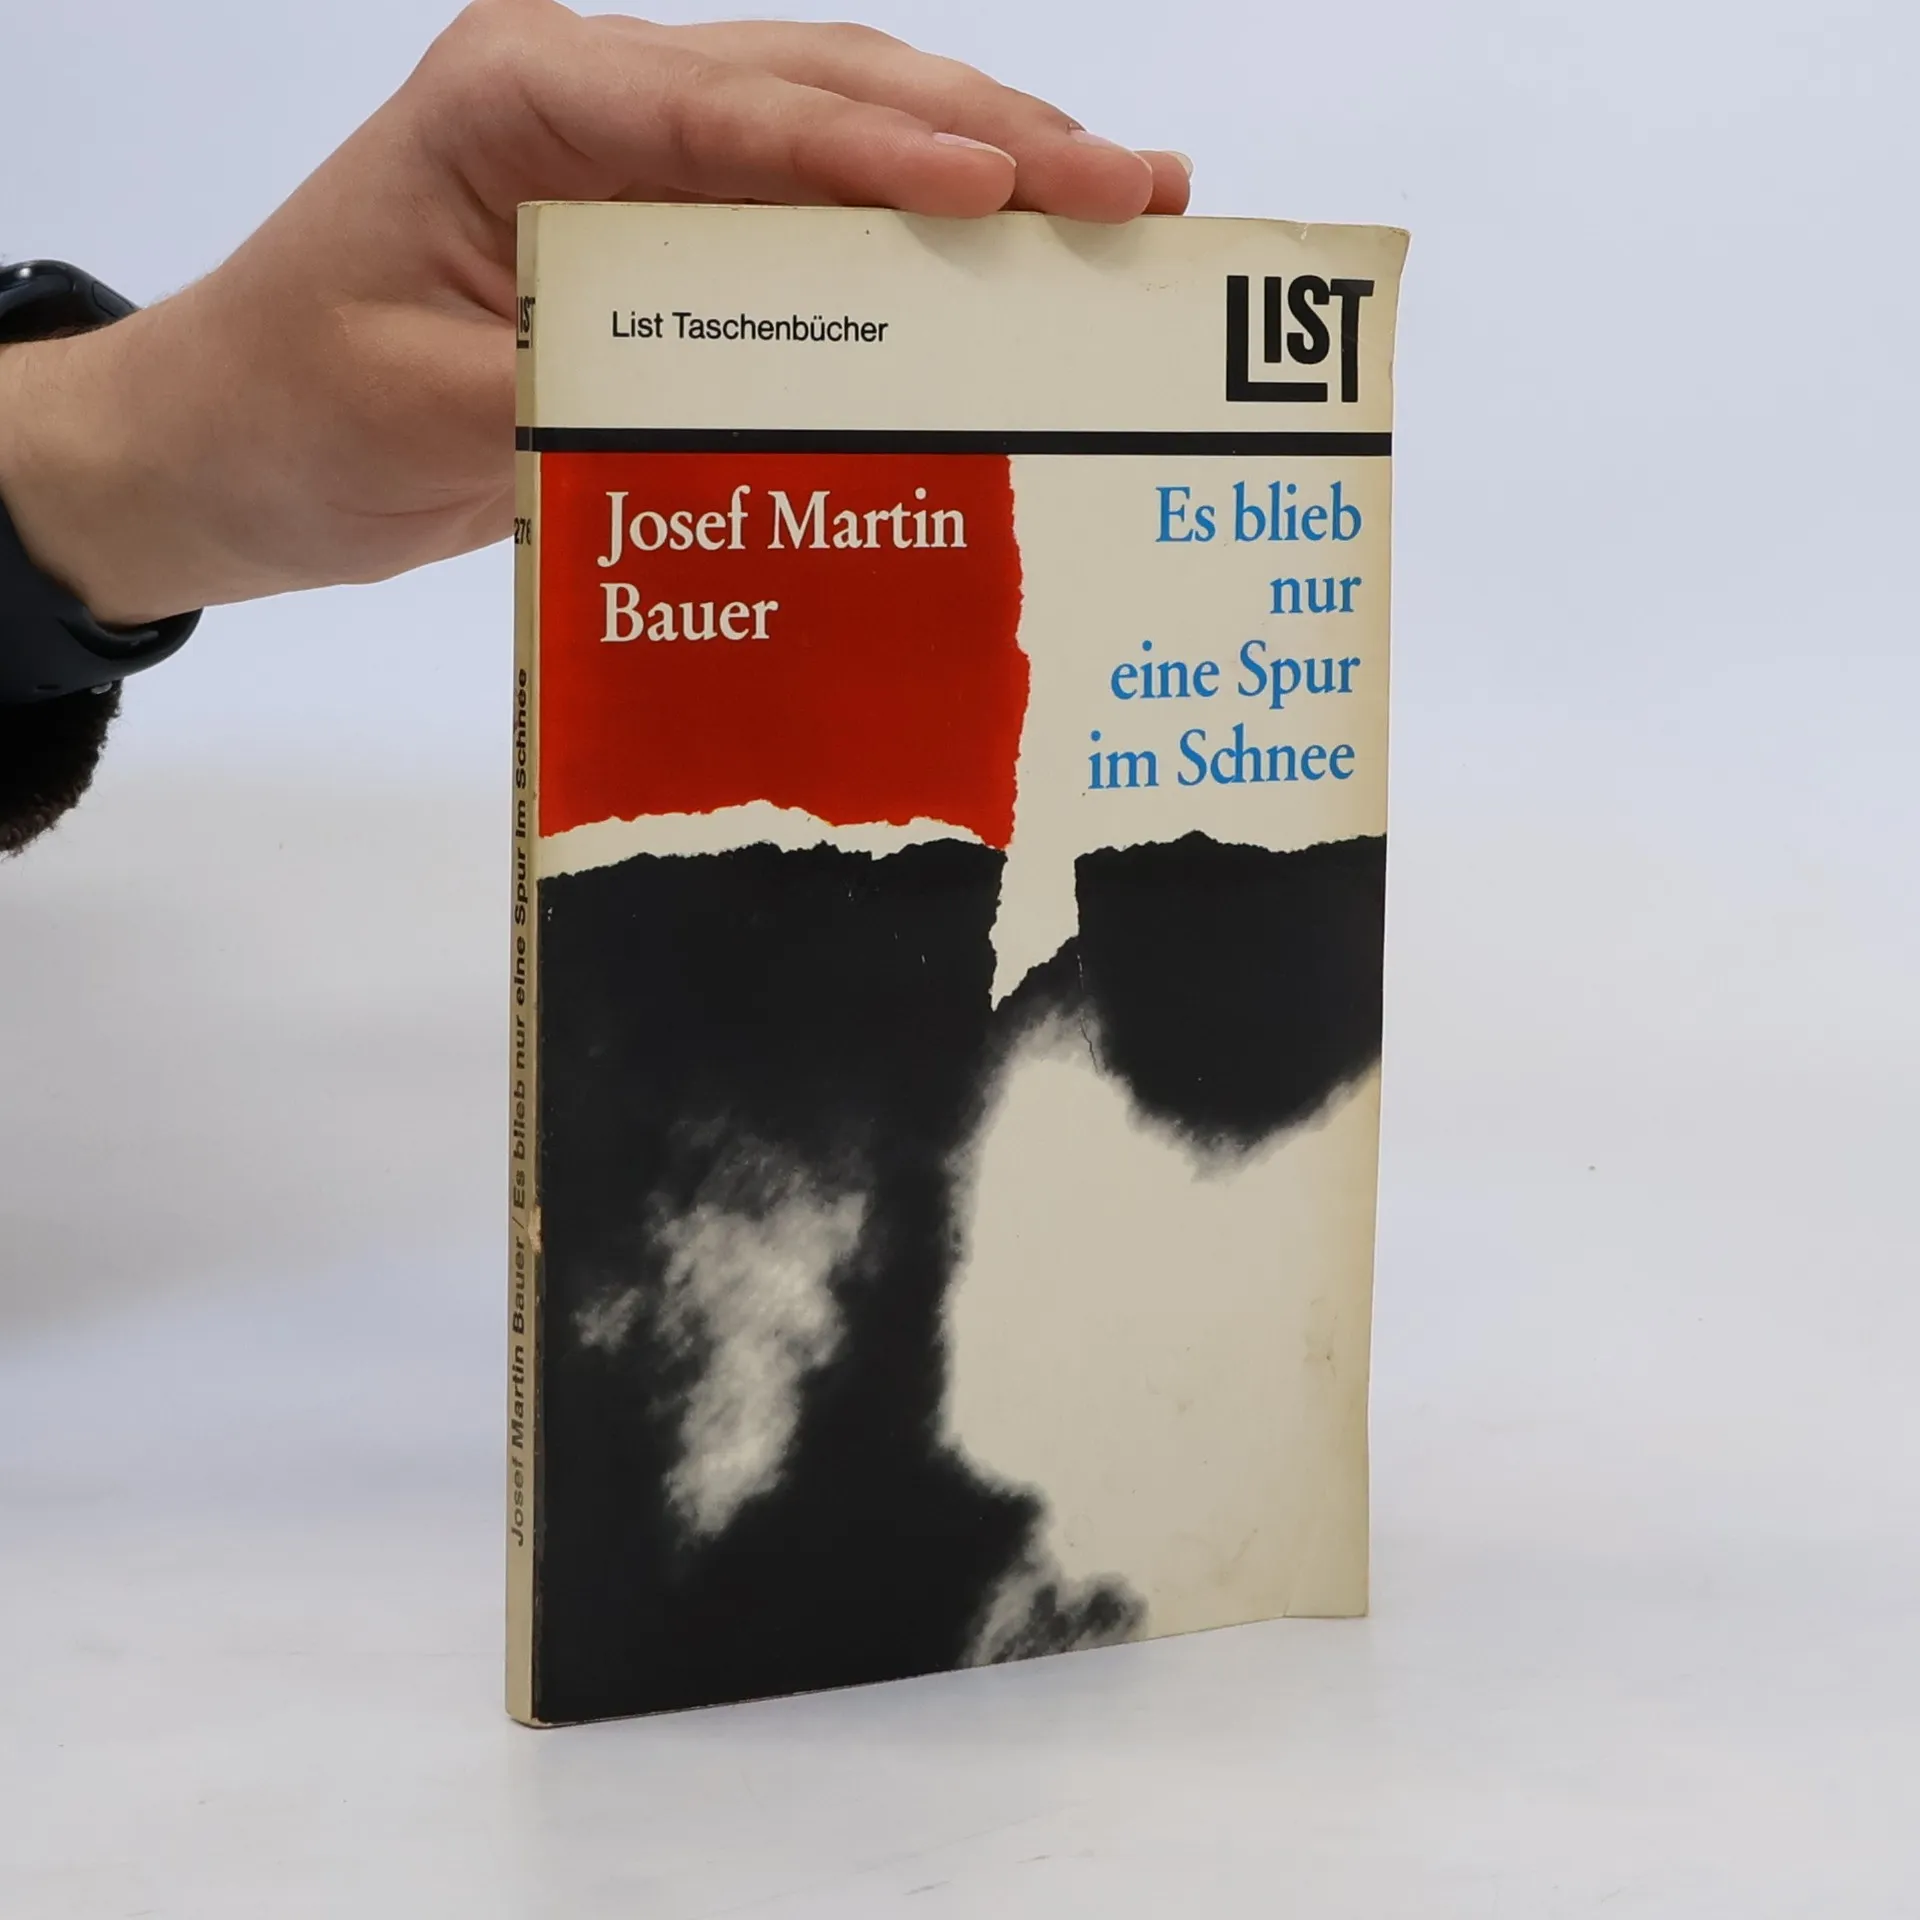 List Taschenbücher
LIST
Josef Martin
Bauer
Es blieb
nur
eine Spur
im Schnee
LIST
276
Josef Martin Bauer / Es blieb nur eine Spur im Schnee